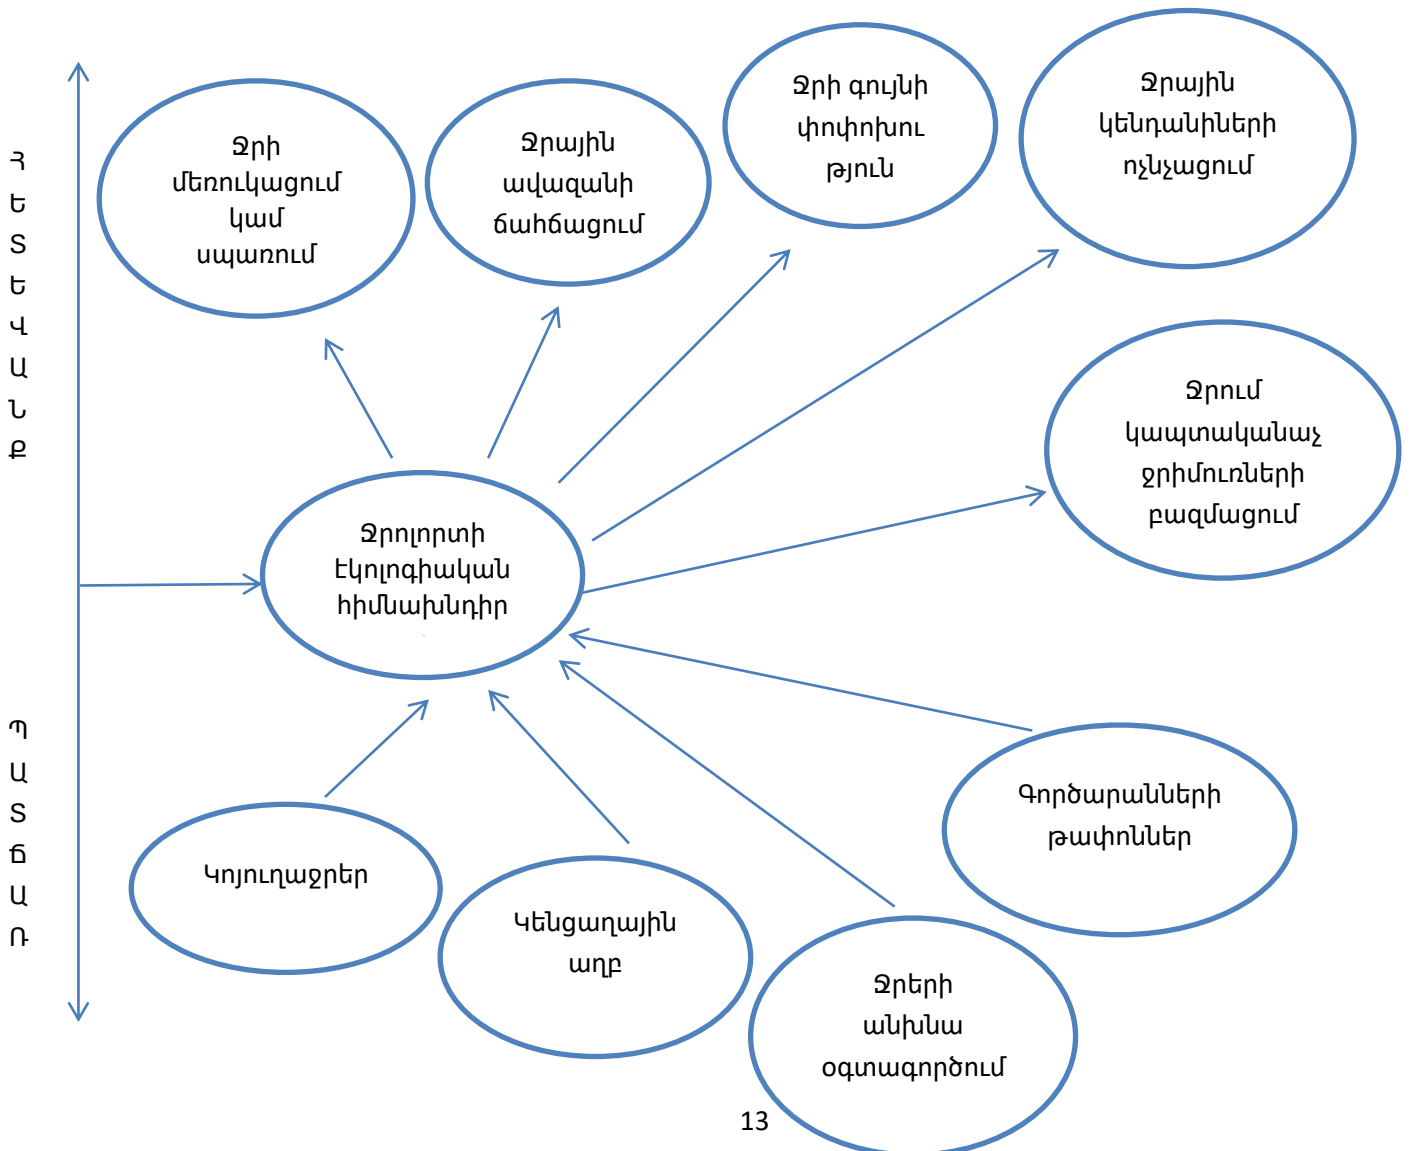 Հ
Ե
Տ
Ե
Վ
Ա
Ն
Ք
Ջրի
մեռուկացում
կամ
սպառում
Ջրային
ավազանի
ճահճացում
Ջրի գույնի
փոփոխու
թյուն
Ջրային
կենդանիների
ոչնչացում
Ջրում
կապտականաչ
ջրիմուռների
բազմացում
Ջրոլորտի
էկոլոգիական
հիմնախնդիր
Պ
Ա
Տ
Ճ
Ա
Ռ
Կոյուղաջրեր
Կենցաղային
աղբ
Ջրերի
անխնա
օգտագործում
Գործարանների
թափոններ
13